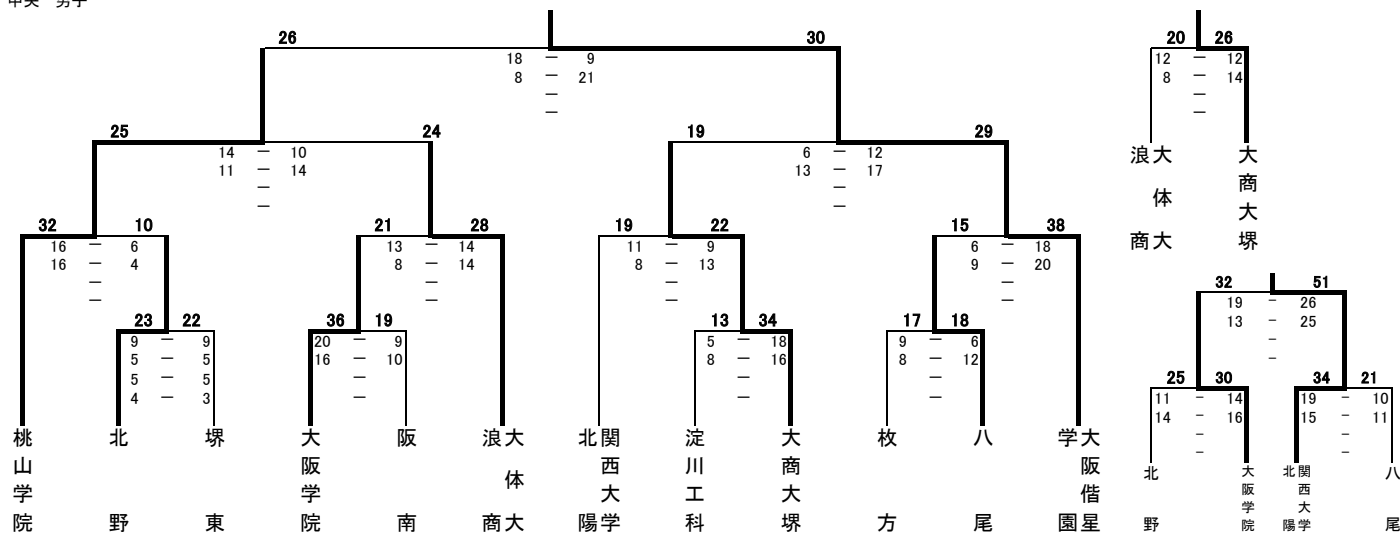 中央 男子
26 30 20 26
18 － 9 12 － 12
8 － 21 8 － 14
－ －
－ －
25 24 19 29
14 － 10 6 － 12
11 － 14 13 － 17
－ －
－ －
大体大浪商
大商大堺
32 10 21 28 19 22 15 38
16 － 6 13 － 14 11 － 9 6 － 18
16 － 4 8 － 14 8 － 13 9 － 20
－ － － －
－ － － －
32 51
19 － 26
13 － 25
－
－
23 22 36 19 13 34 17 18
9 － 9 20 － 9 5 － 18 9 － 6
5 － 5 16 － 10 8 － 16 8 － 12
5 － 5 － － －
4 － 3 － － －
25 30 34 21
11 － 14 19 － 10
14 － 16 15 － 11
－ －
－ －
桃山学院
北野
堺東
大阪学院
阪南
大体大浪商
関西大学北陽
淀川工科
大商大堺
枚方
八尾
大阪偕星学園
北野
大阪学院
関西大学北陽
八尾